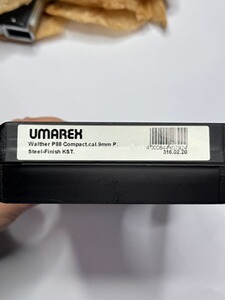 UMAREX
Walther P88 Compact.cal.9mm P.
Steel-Finish KST.
316.02.20